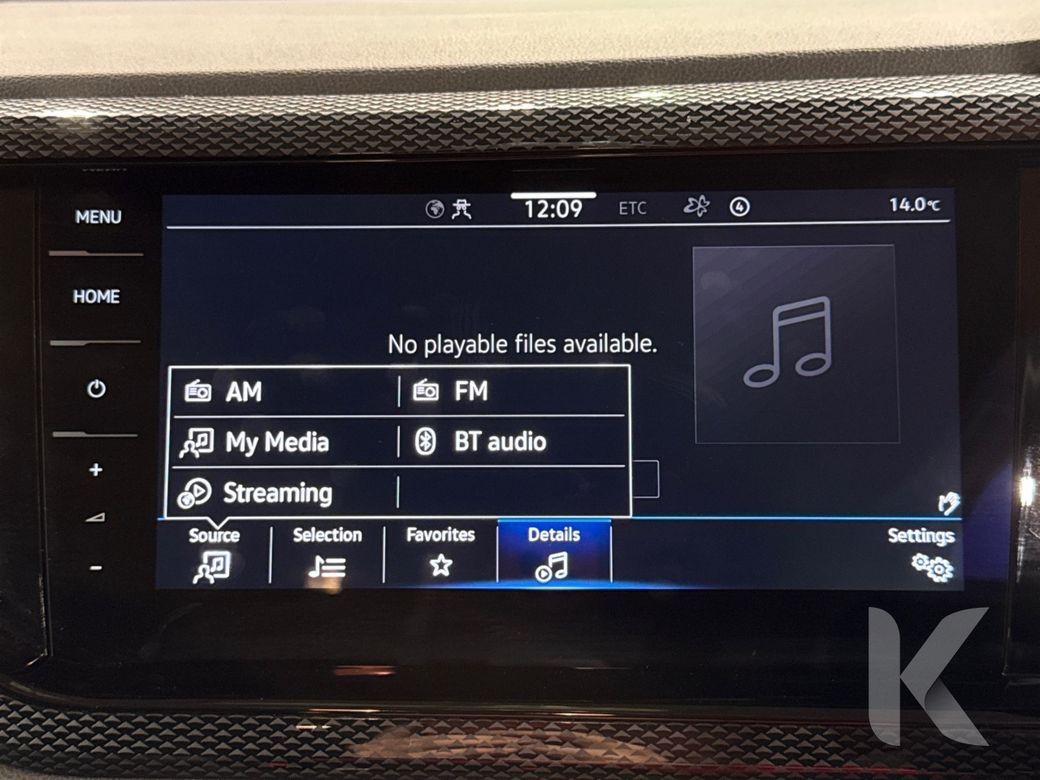 MENU
HOME
+
-
12:09 ETC 4 14.0°C
No playable files available.
AM FM
My Media BT audio
Streaming
Source Selection Favorites Details Settings
K